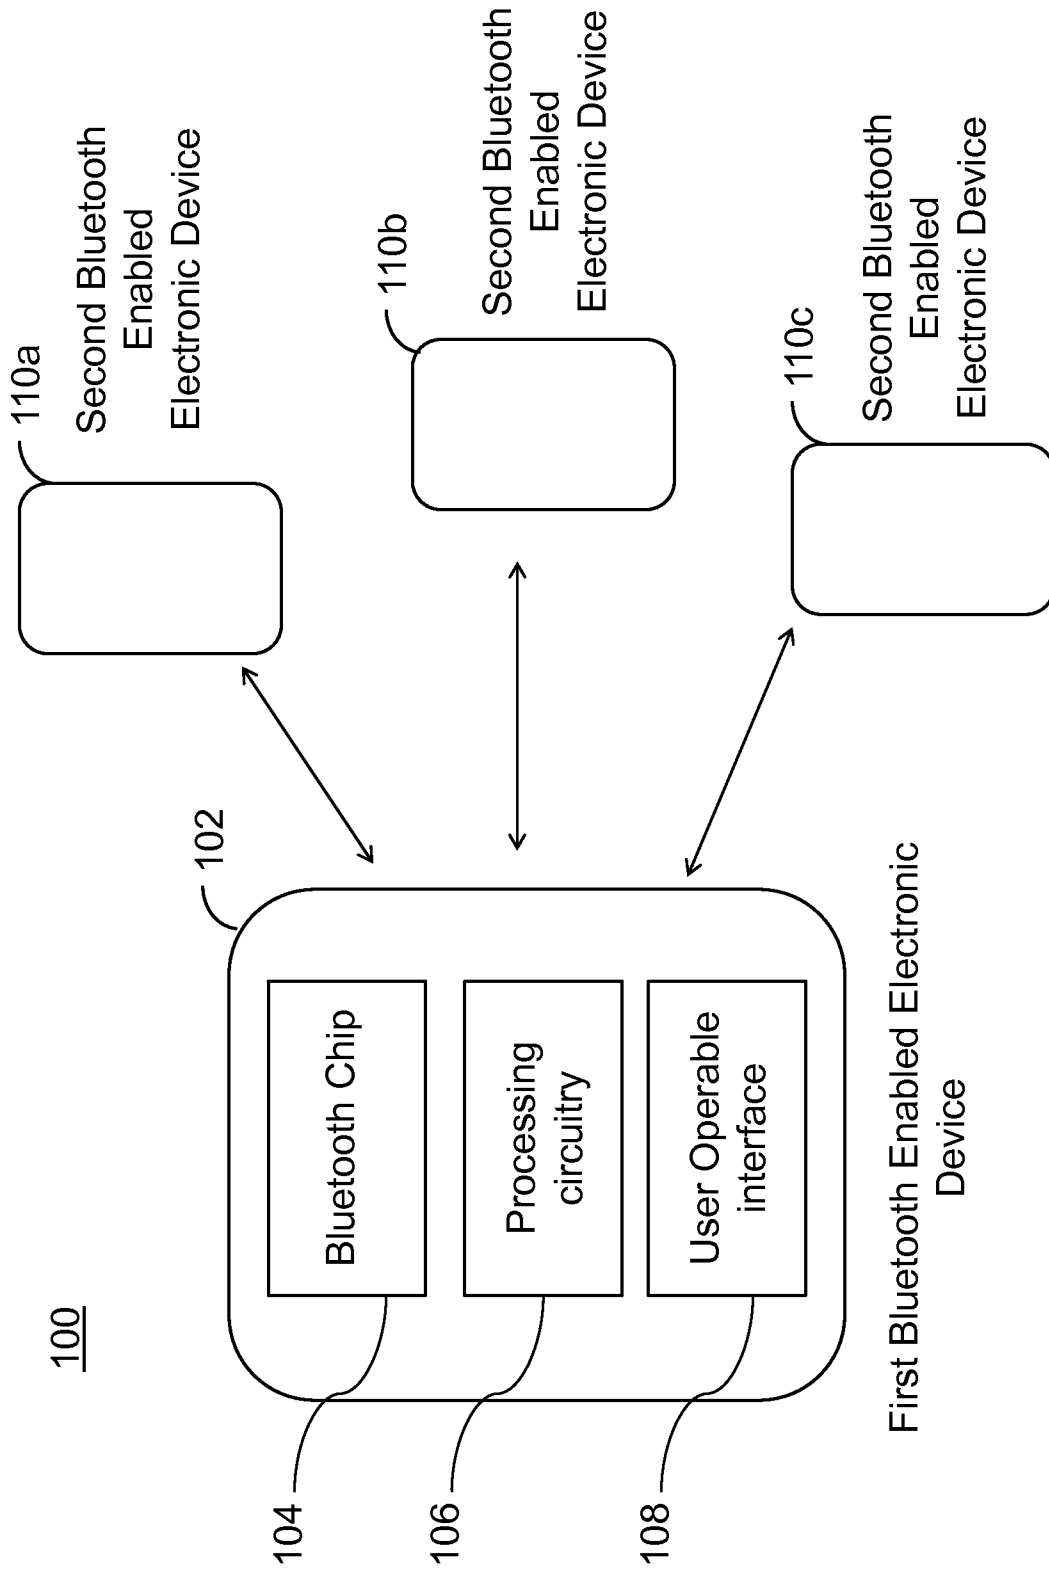 100
102
104
Bluetooth Chip
106
Processing
circuitry
108
User Operable
interface
First Bluetooth Enabled Electronic
Device
110a
Second Bluetooth
Enabled
Electronic Device
110b
Second Bluetooth
Enabled
Electronic Device
110c
Second Bluetooth
Enabled
Electronic Device